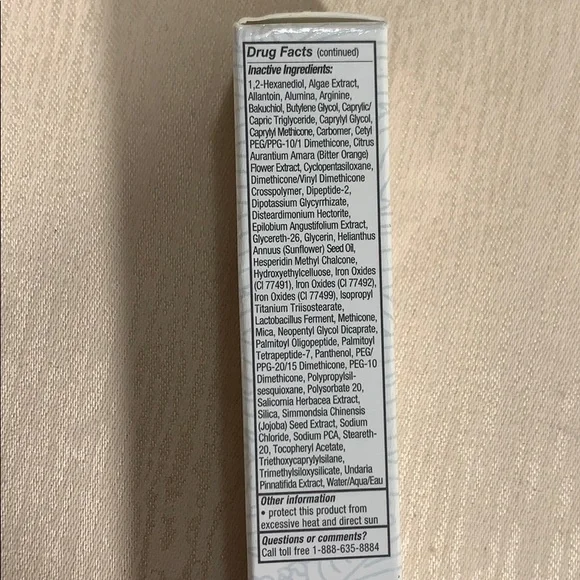 Drug Facts (continued)
Inactive Ingredients:
1,2-Hexanediol, Algae Extract,
Allantoin, Alumina, Arginine,
Bakuchiol, Butylene Glycol, Caprylic/
Capric Triglyceride, Caprylyl Glycol,
Caprylyl Methicone, Carbomer, Cetyl
PEG/PPG-10/1 Dimethicone, Citrus
Aurantium Amara (Bitter Orange)
Flower Extract, Cyclopentasiloxane,
Dimethicone/Vinyl Dimethicone
Crosspolymer, Dipeptide-2,
Dipotassium Glycyrrhizate,
Disteardimonium Hectorite,
Epilobium Angustifolium Extract,
Glycereth-26, Glycerin, Helianthus
Annuus (Sunflower) Seed Oil,
Hesperidin Methyl Chalcone,
Hydroxyethylcelluose, Iron Oxides
(CI 77491), Iron Oxides (CI 77492),
Iron Oxides (CI 77499), Isopropyl
Titanium Triisostearate,
Lactobacillus Ferment, Methicone,
Mica, Neopentyl Glycol Dicaprate,
Palmitoyl Oligopeptide, Palmitoyl
Tetrapeptide-7, Panthenol, PEG/
PPG-20/15 Dimethicone, PEG-10
Dimethicone, Polypropylsil-
sesquioxane, Polysorbate 20,
Salicornia Herbacea Extract,
Silica, Simmondsia Chinensis
(Jojoba) Seed Extract, Sodium
Chloride, Sodium PCA, Steareth-
20, Tocopheryl Acetate,
Triethoxycaprylylsilane,
Trimethylsiloxysilicate, Undaria
Pinnatifida Extract, Water/Aqua/Eau
Other information
• protect this product from
excessive heat and direct sun
Questions or comments?
Call toll free 1-888-635-8884